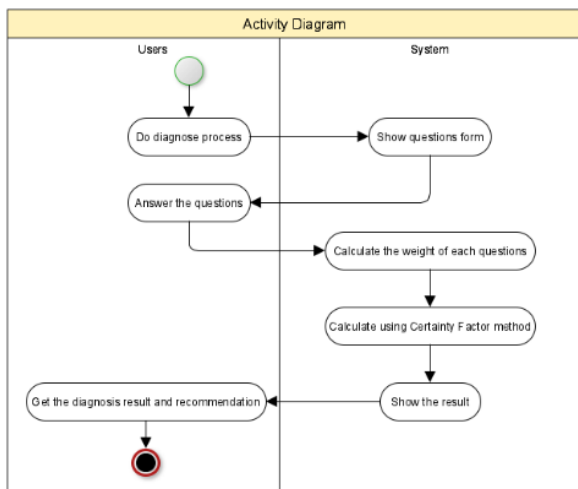 Activity Diagram
Users
System
Do diagnose process
Show questions form
Answer the questions
Calculate the weight of each questions
Calculate using Certainty Factor method
Get the diagnosis result and recommendation
Show the result